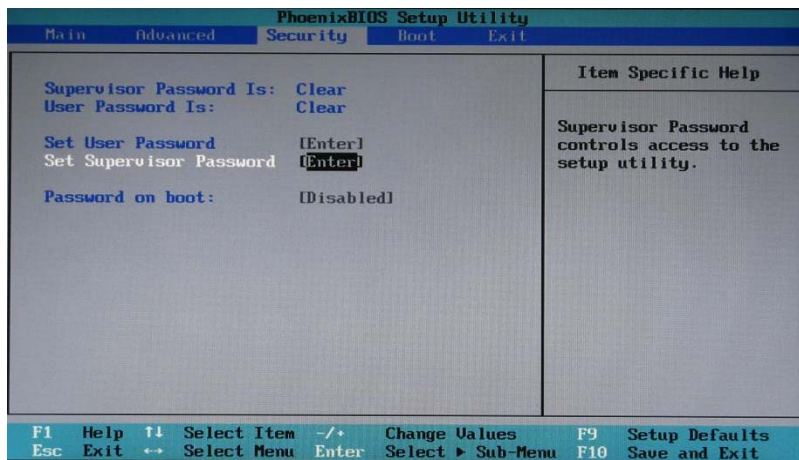 PhoenixBIOS Setup Utility
Main Advanced Security Boot Exit
Item Specific Help
Supervisor Password Is: Clear
User Password Is: Clear
Set User Password [Enter]
Set Supervisor Password [Enter]
Password on boot: [Disabled]
Supervisor Password
controls access to the
setup utility.
F1 Help ↑↓ Select Item -/+ Change Values F9 Setup Defaults
Esc Exit ↔ Select Menu Enter Select ▶ Sub-Menu F10 Save and Exit